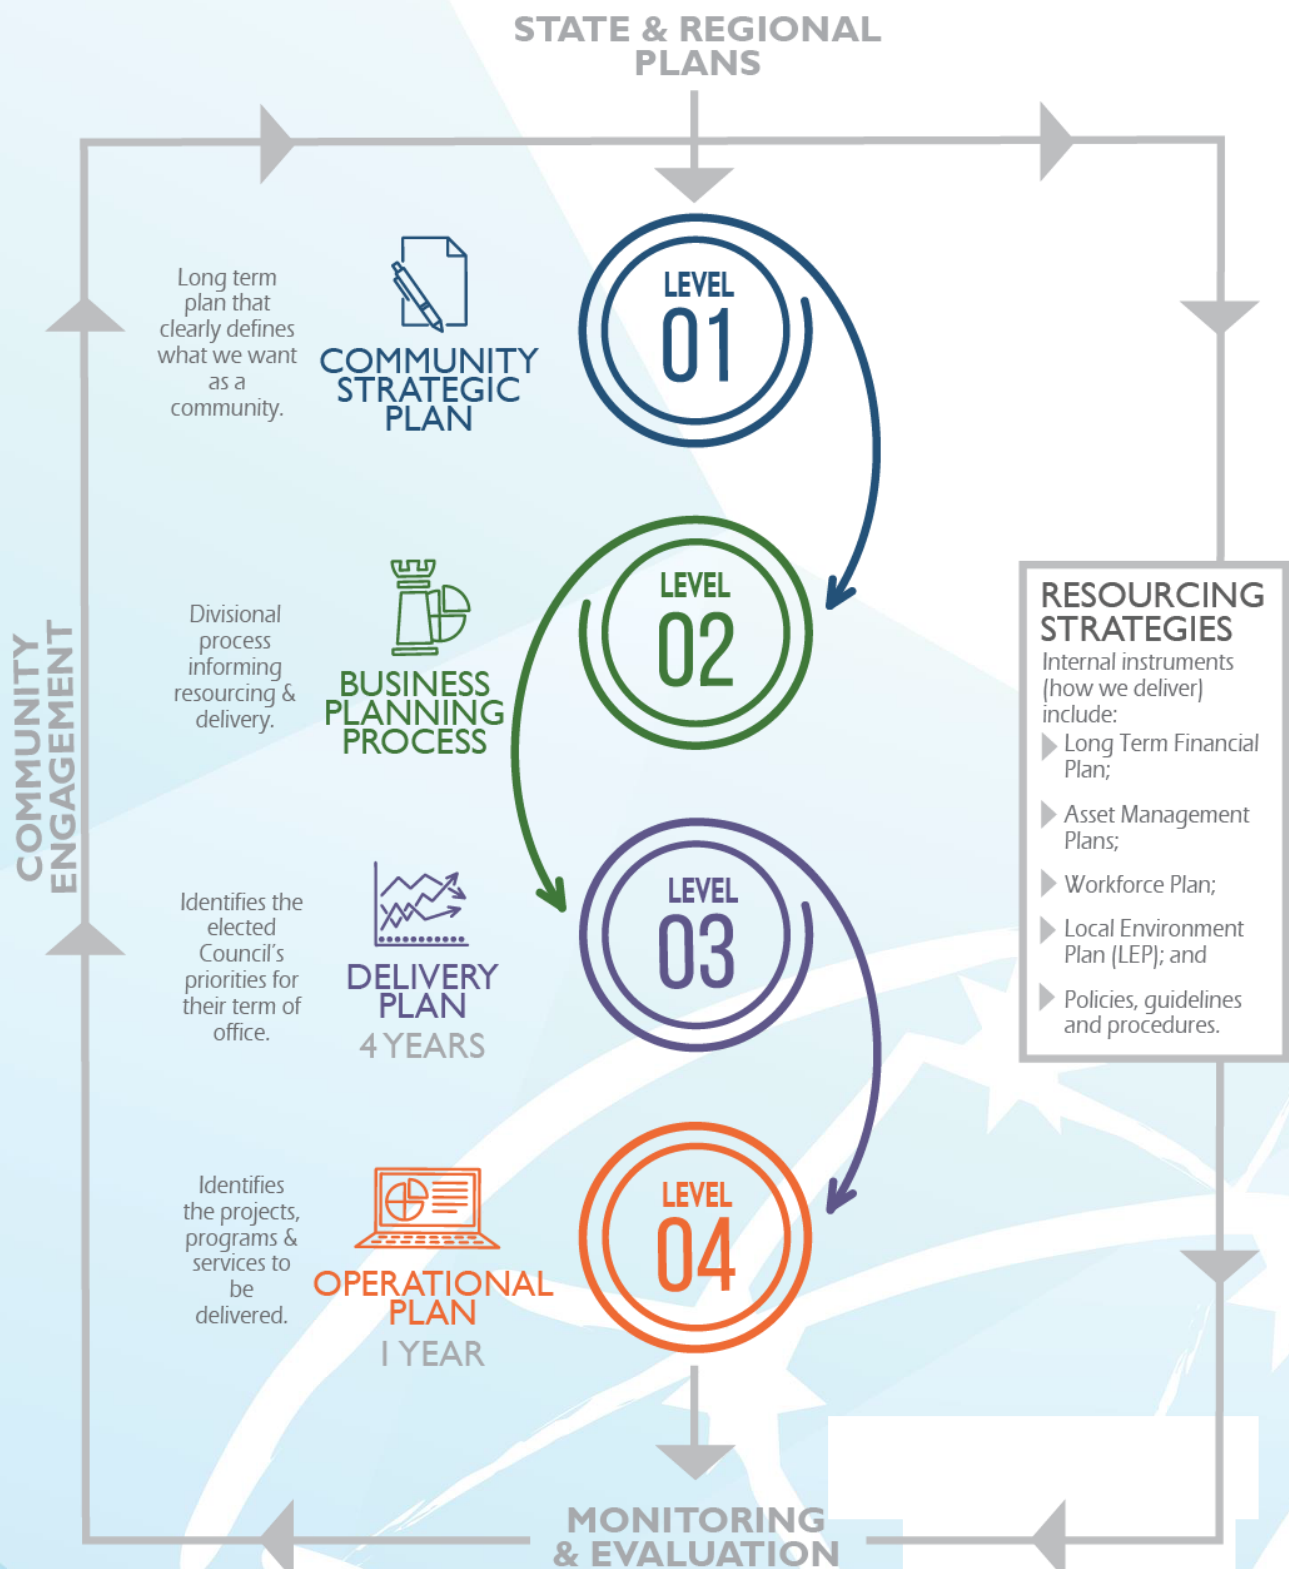 STATE & REGIONAL
PLANS
Long term
plan that
clearly defines
what we want
as a
community.
COMMUNITY
STRATEGIC
PLAN
LEVEL
01
Divisional
process
informing
resourcing &
delivery.
BUSINESS
PLANNING
PROCESS
LEVEL
02
Identifies the
elected
Council's
priorities for
their term of
office.
DELIVERY
PLAN
4 YEARS
LEVEL
03
Identifies
the projects,
programs &
services to
be
delivered.
OPERATIONAL
PLAN
1 YEAR
LEVEL
04
COMMUNITY
ENGAGEMENT
RESOURCING
STRATEGIES
Internal instruments
(how we deliver)
include:
Long Term Financial
Plan;
Asset Management
Plans;
Workforce Plan;
Local Environment
Plan (LEP); and
Policies, guidelines
and procedures.
MONITORING
& EVALUATION